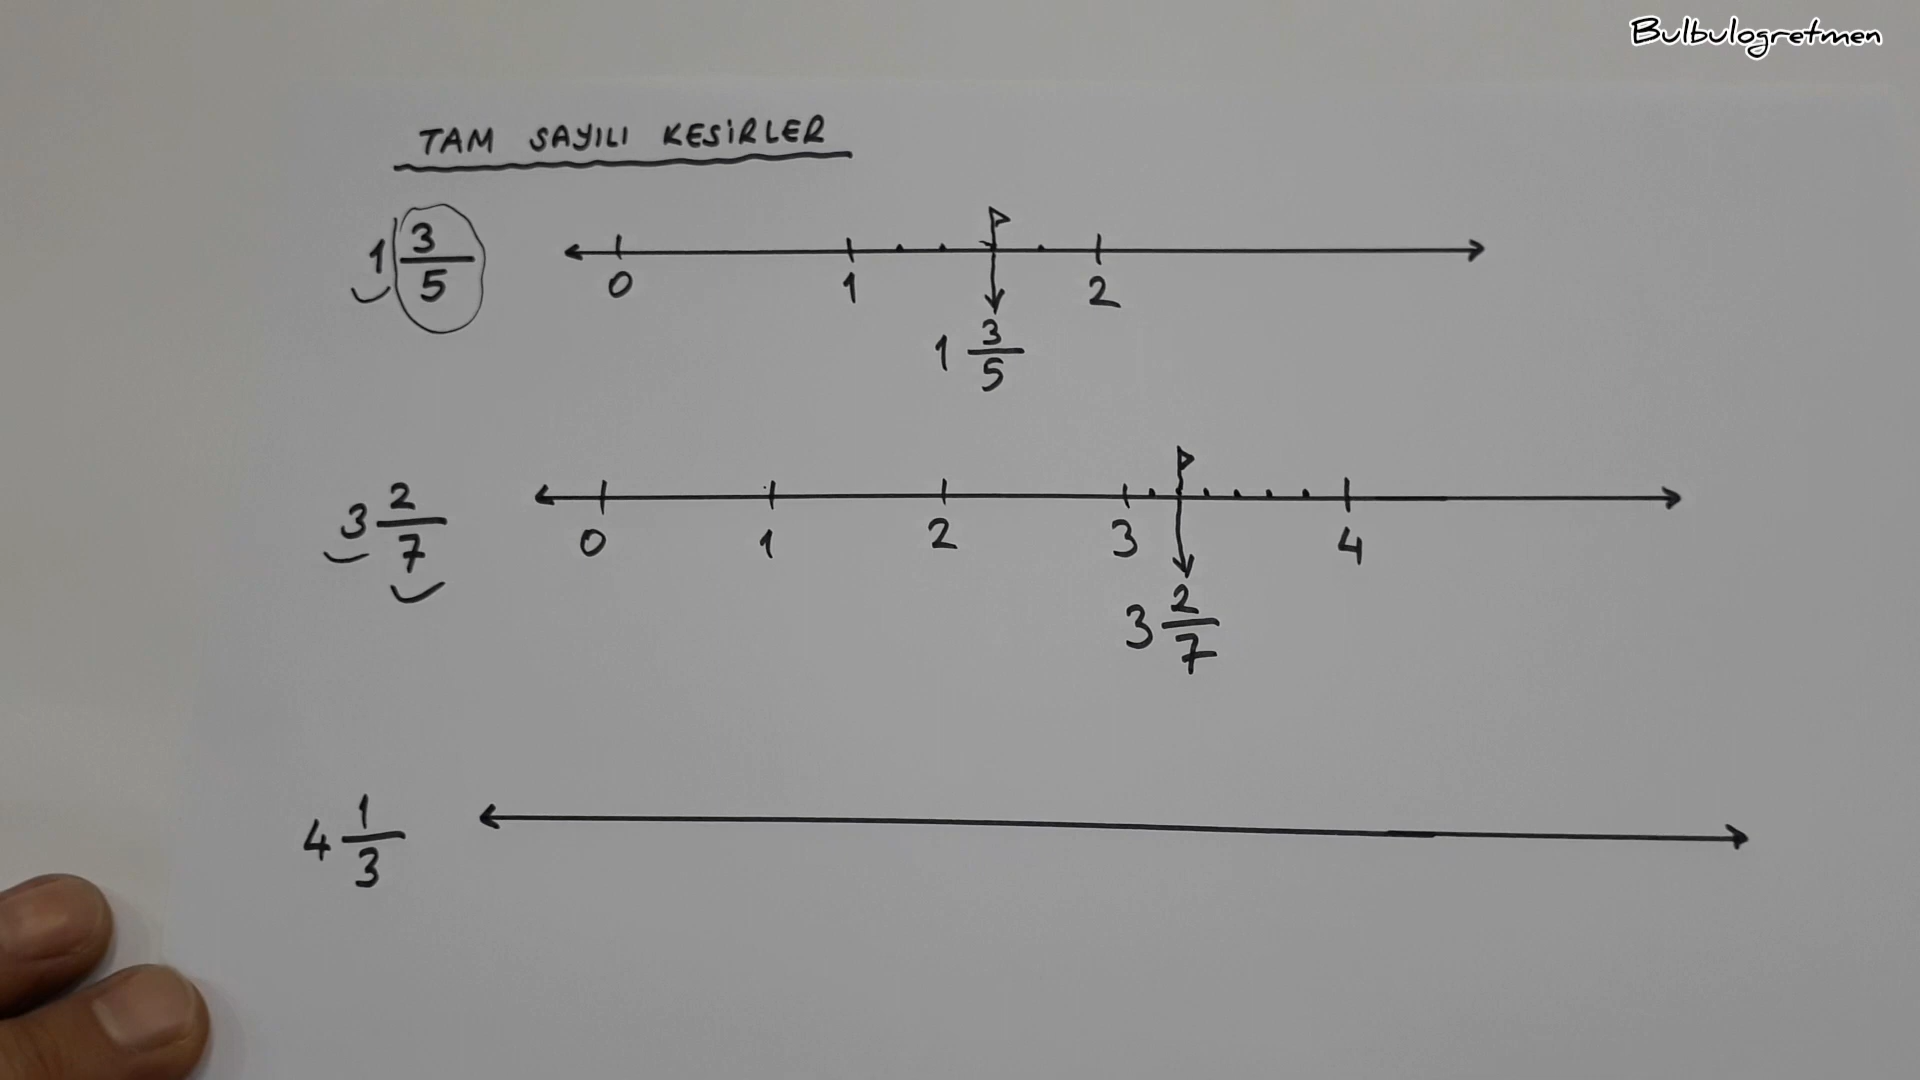 Bulbulogretmen
TAM SAYILI KESİRLER
1 3/5
0 1 2
1 3/5
3 2/7
0 1 2 3 4
3 2/7
4 1/3